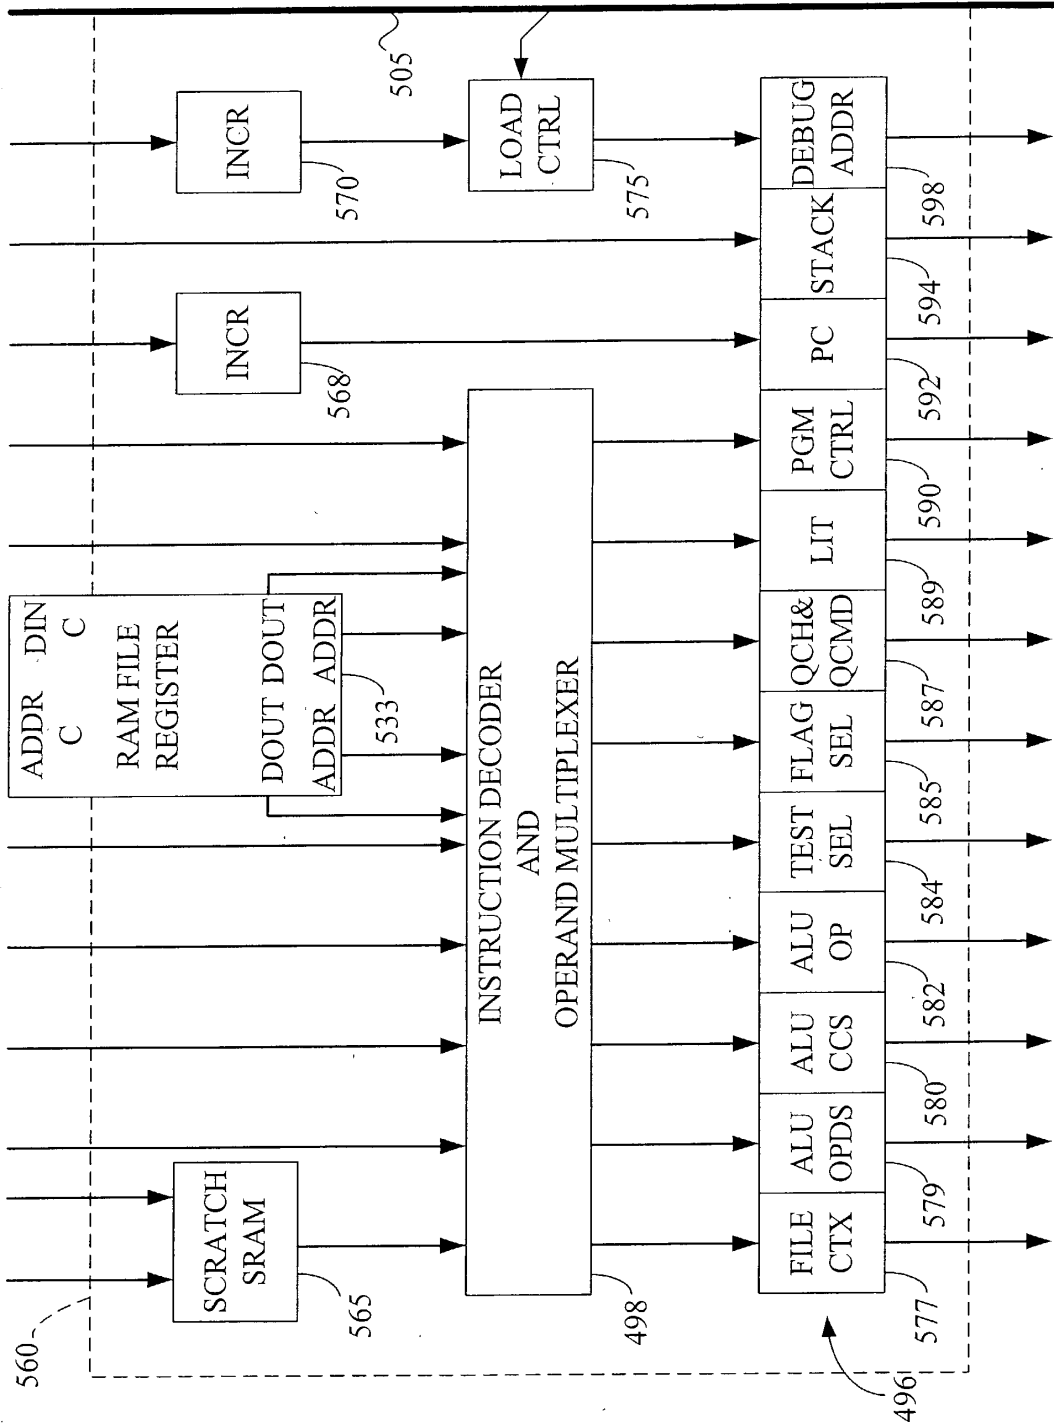 560
SCRATCH
SRAM
565
ADDR DIN
C C
RAM FILE
REGISTER
DOUT DOUT
ADDR ADDR
533
INCR
568
INCR
570
505
LOAD
CTRL
575
INSTRUCTION DECODER
AND
OPERAND MULTIPLEXER
498
496
FILE
CTX
577
ALU
OPDS
579
ALU
CCS
580
ALU
OP
582
TEST
SEL
584
FLAG
SEL
585
QCH&
QCMD
587
LIT
589
PGM
CTRL
590
PC
592
STACK
594
DEBUG
ADDR
598